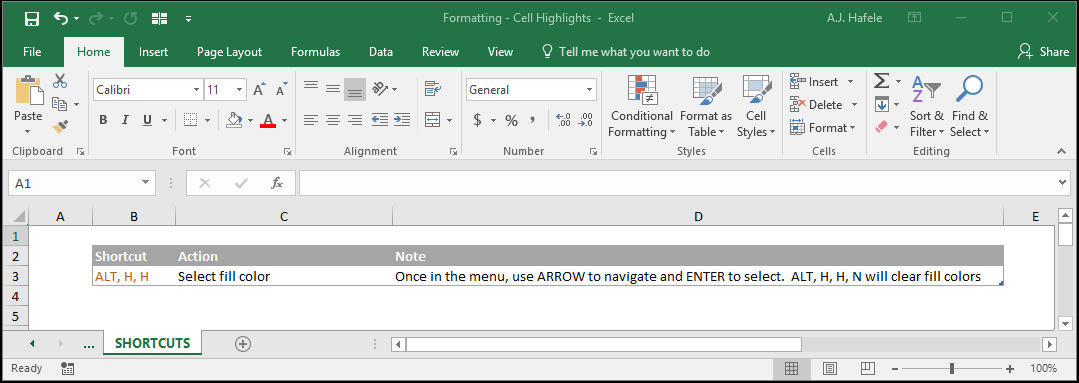 Formatting - Cell Highlights - Excel
A.J. Hafele
File Home Insert Page Layout Formulas Data Review View Tell me what you want to do Share
Paste
Calibri 11 A A
B I U A
General
$ % ,
Conditional Formatting
Format as Table
Cell Styles
Insert
Delete
Format
Sort & Filter
Find & Select
Clipboard Font Alignment Number Styles Cells Editing
A1 fx
A B C D E
1
2 Shortcut Action Note
3 ALT, H, H Select fill color Once in the menu, use ARROW to navigate and ENTER to select. ALT, H, H, N will clear fill colors
4
5
... SHORTCUTS
Ready 100%